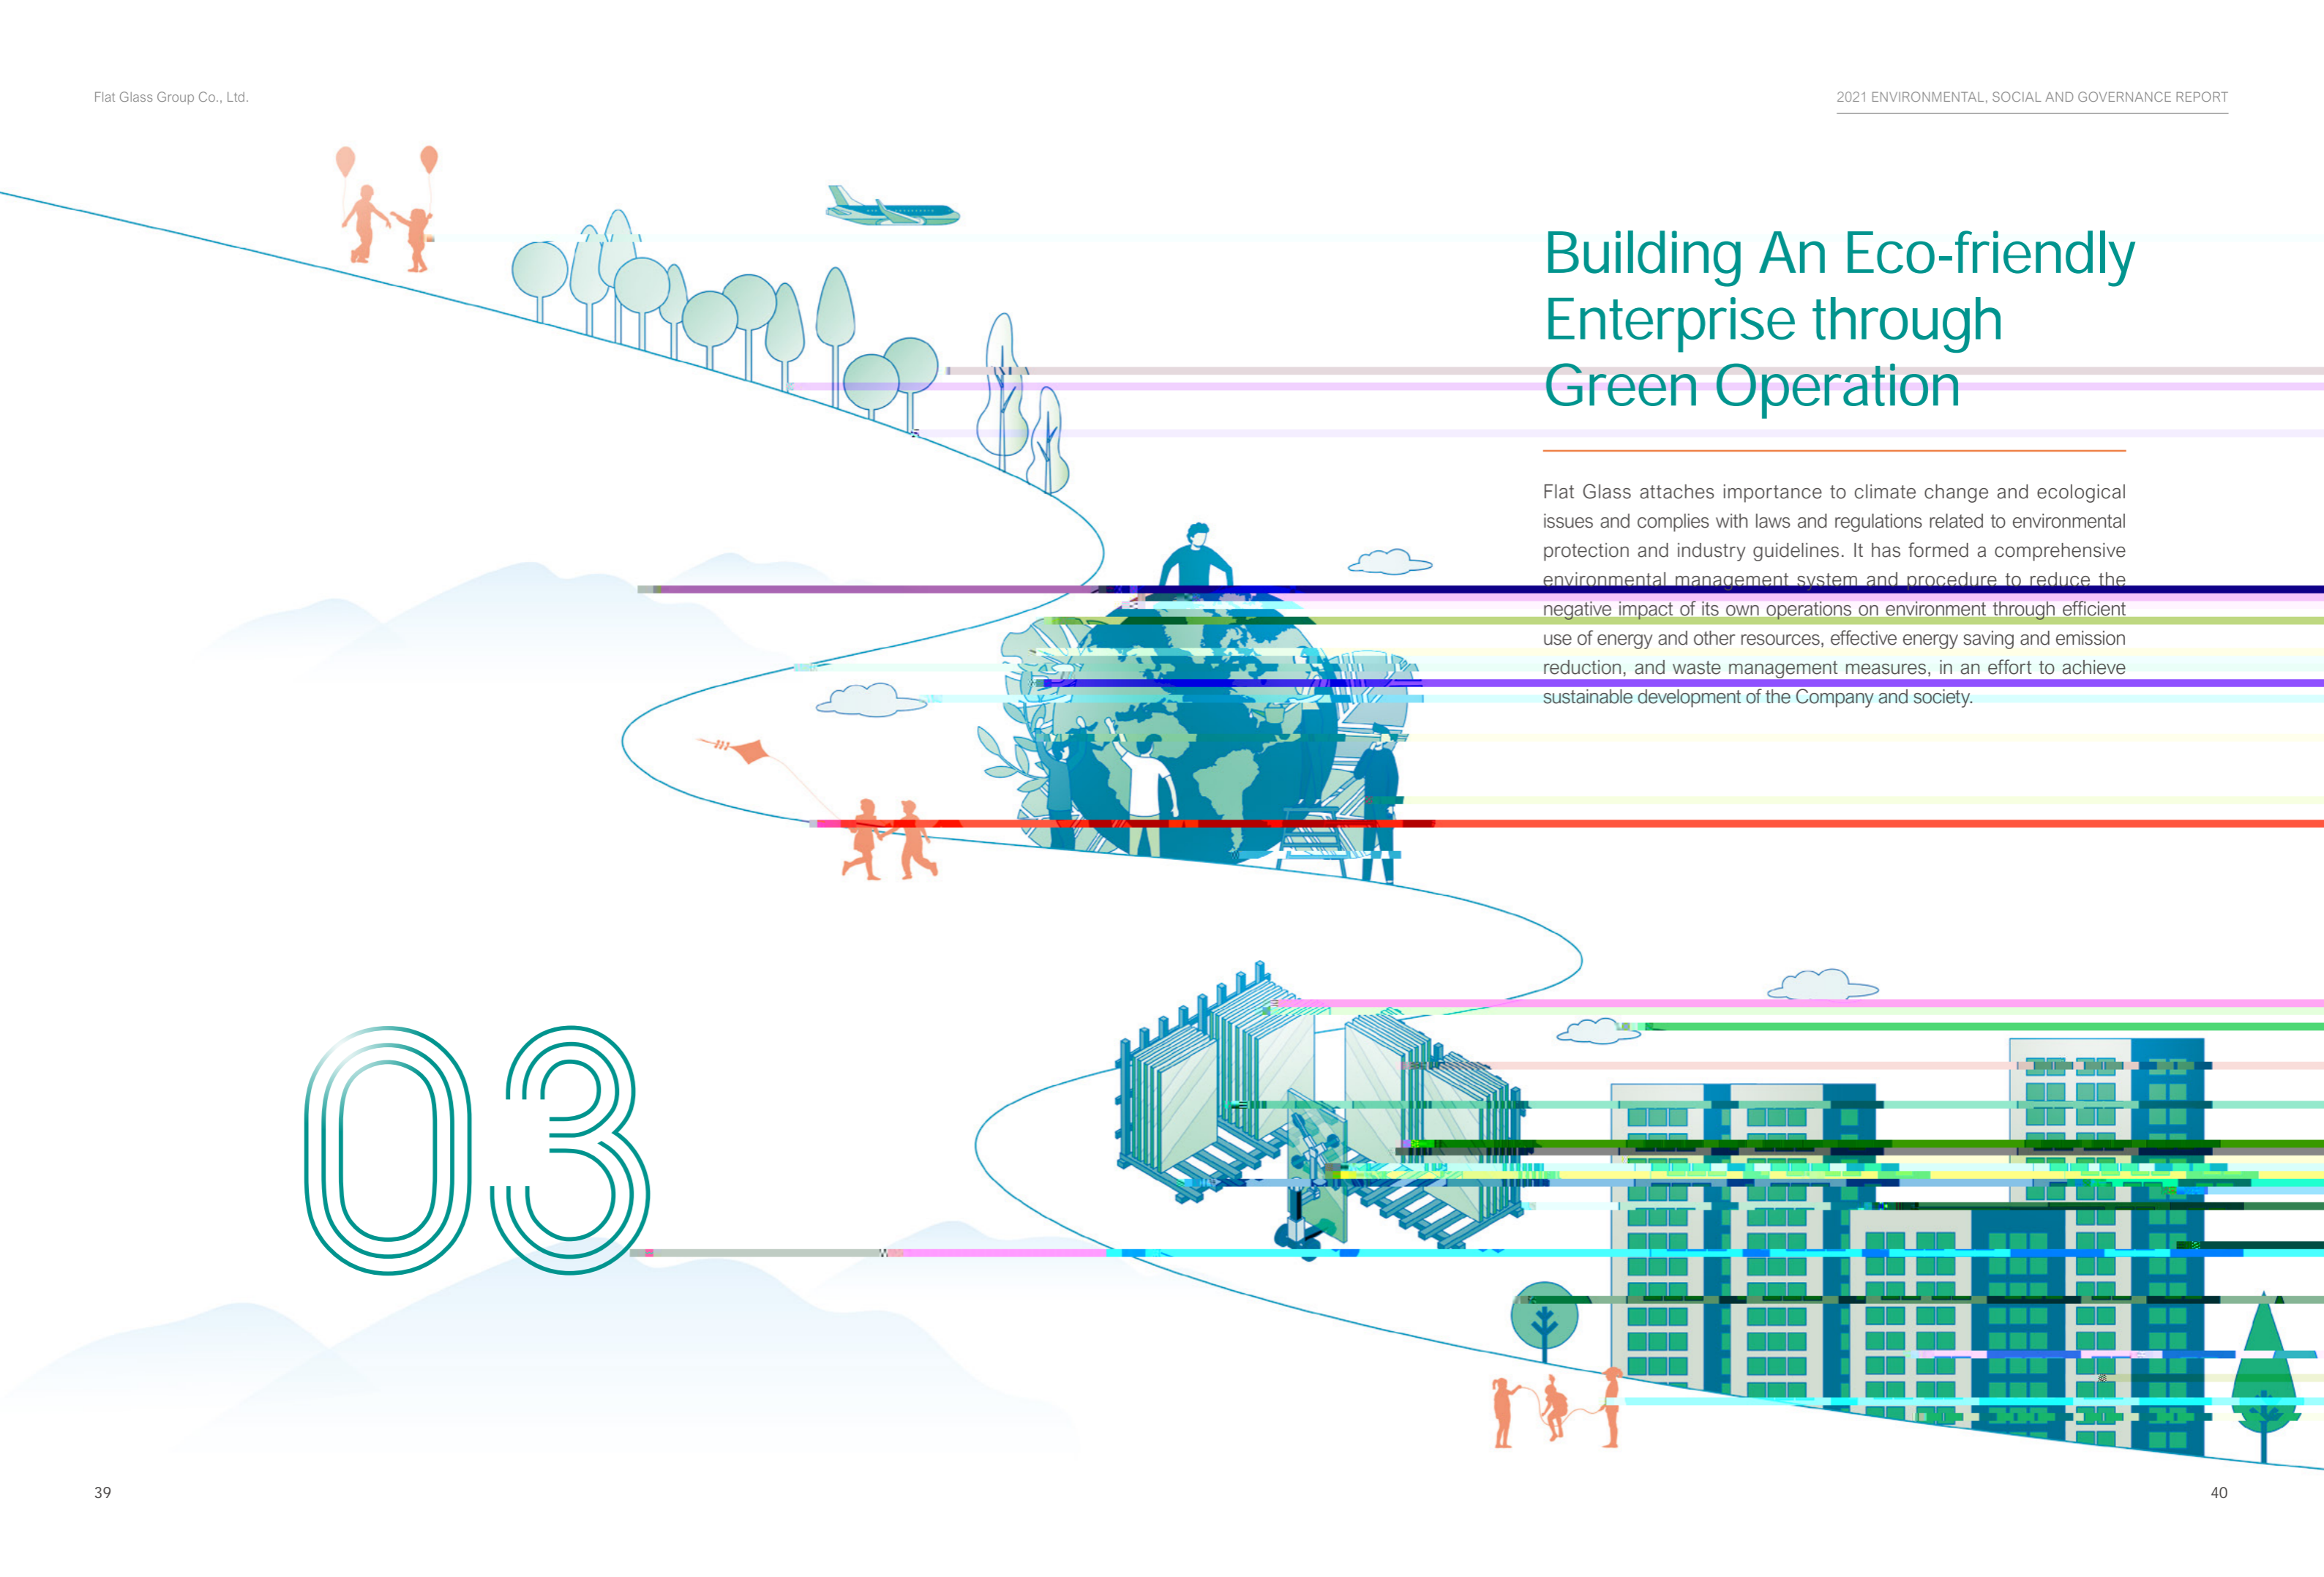 Flat Glass Group Co., Ltd.
2021 ENVIRONMENTAL, SOCIAL AND GOVERNANCE REPORT
Building An Eco-friendly
Enterprise through
Green Operation
Flat Glass attaches importance to climate change and ecological
issues and complies with laws and regulations related to environmental
protection and industry guidelines. It has formed a comprehensive
environmental management system and procedure to reduce the
negative impact of its own operations on environment through efficient
use of energy and other resources, effective energy saving and emission
reduction, and waste management measures, in an effort to achieve
sustainable development of the Company and society.
03
39
40